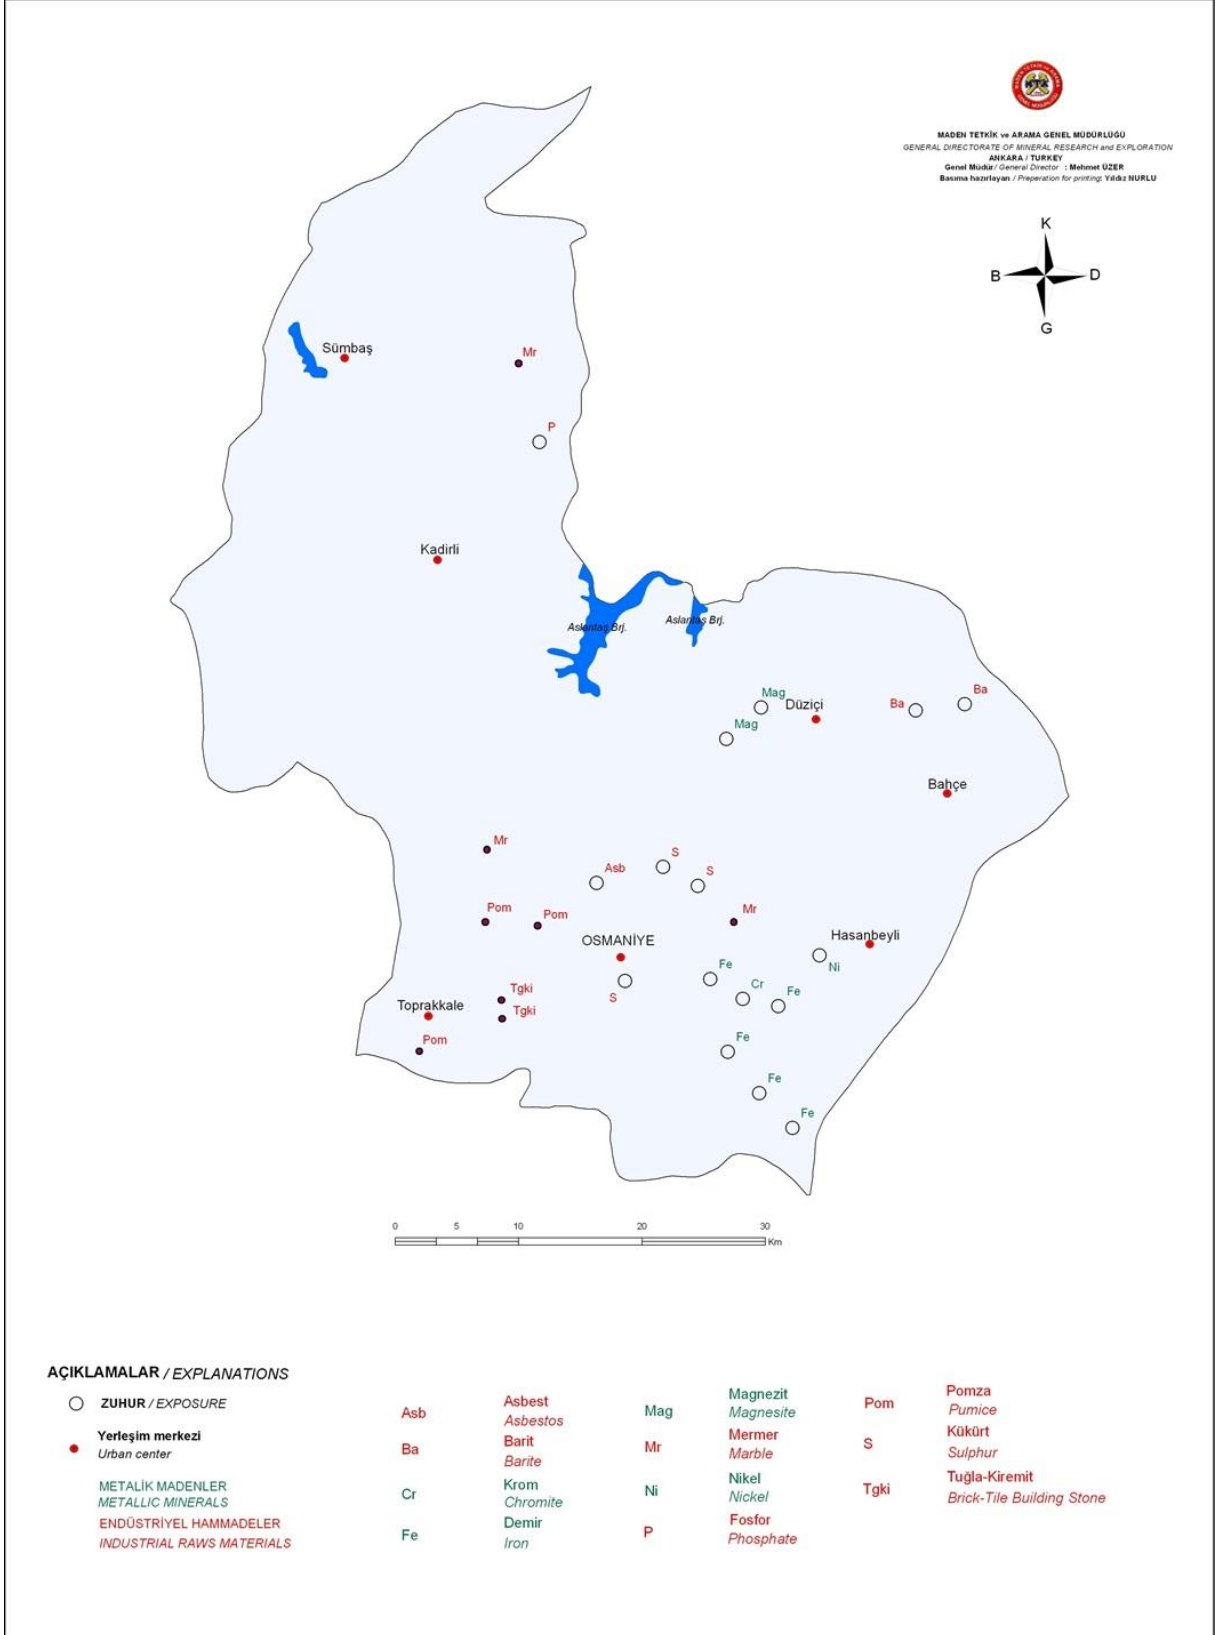 MADEN TETKİK ve ARAMA GENEL MÜDÜRLÜĞÜ
GENERAL DIRECTORATE OF MINERAL RESEARCH and EXPLORATION
ANKARA / TURKEY
Genel Müdür / General Director : Mehmet ÜZER
Basıma hazırlayan / Preperation for printing: Yıldız NURLU
K
B D
G
Sümbaş
Mr
P
Kadirli
Aslantaş Brj.
Aslantaş Brj.
Mag
Düziçi
Mag
Ba
Ba
Bahçe
Mr
Asb
S
S
Pom
Pom
Mr
OSMANİYE
Hasanbeyli
S
Fe
Ni
Cr
Fe
Tgki
Tgki
Toprakkale
Pom
Fe
Fe
Fe
0 5 10 20 30
Km
AÇIKLAMALAR / EXPLANATIONS
ZUHUR / EXPOSURE
Yerleşim merkezi
Urban center
METALİK MADENLER
METALLIC MINERALS
ENDÜSTRİYEL HAMMADELER
INDUSTRIAL RAWS MATERIALS
Asb
Asbest
Asbestos
Ba
Barit
Barite
Cr
Krom
Chromite
Fe
Demir
Iron
Mag
Magnezit
Magnesite
Mr
Mermer
Marble
Ni
Nikel
Nickel
P
Fosfor
Phosphate
Pom
Pomza
Pumice
S
Kükürt
Sulphur
Tgki
Tuğla-Kiremit
Brick-Tile Building Stone